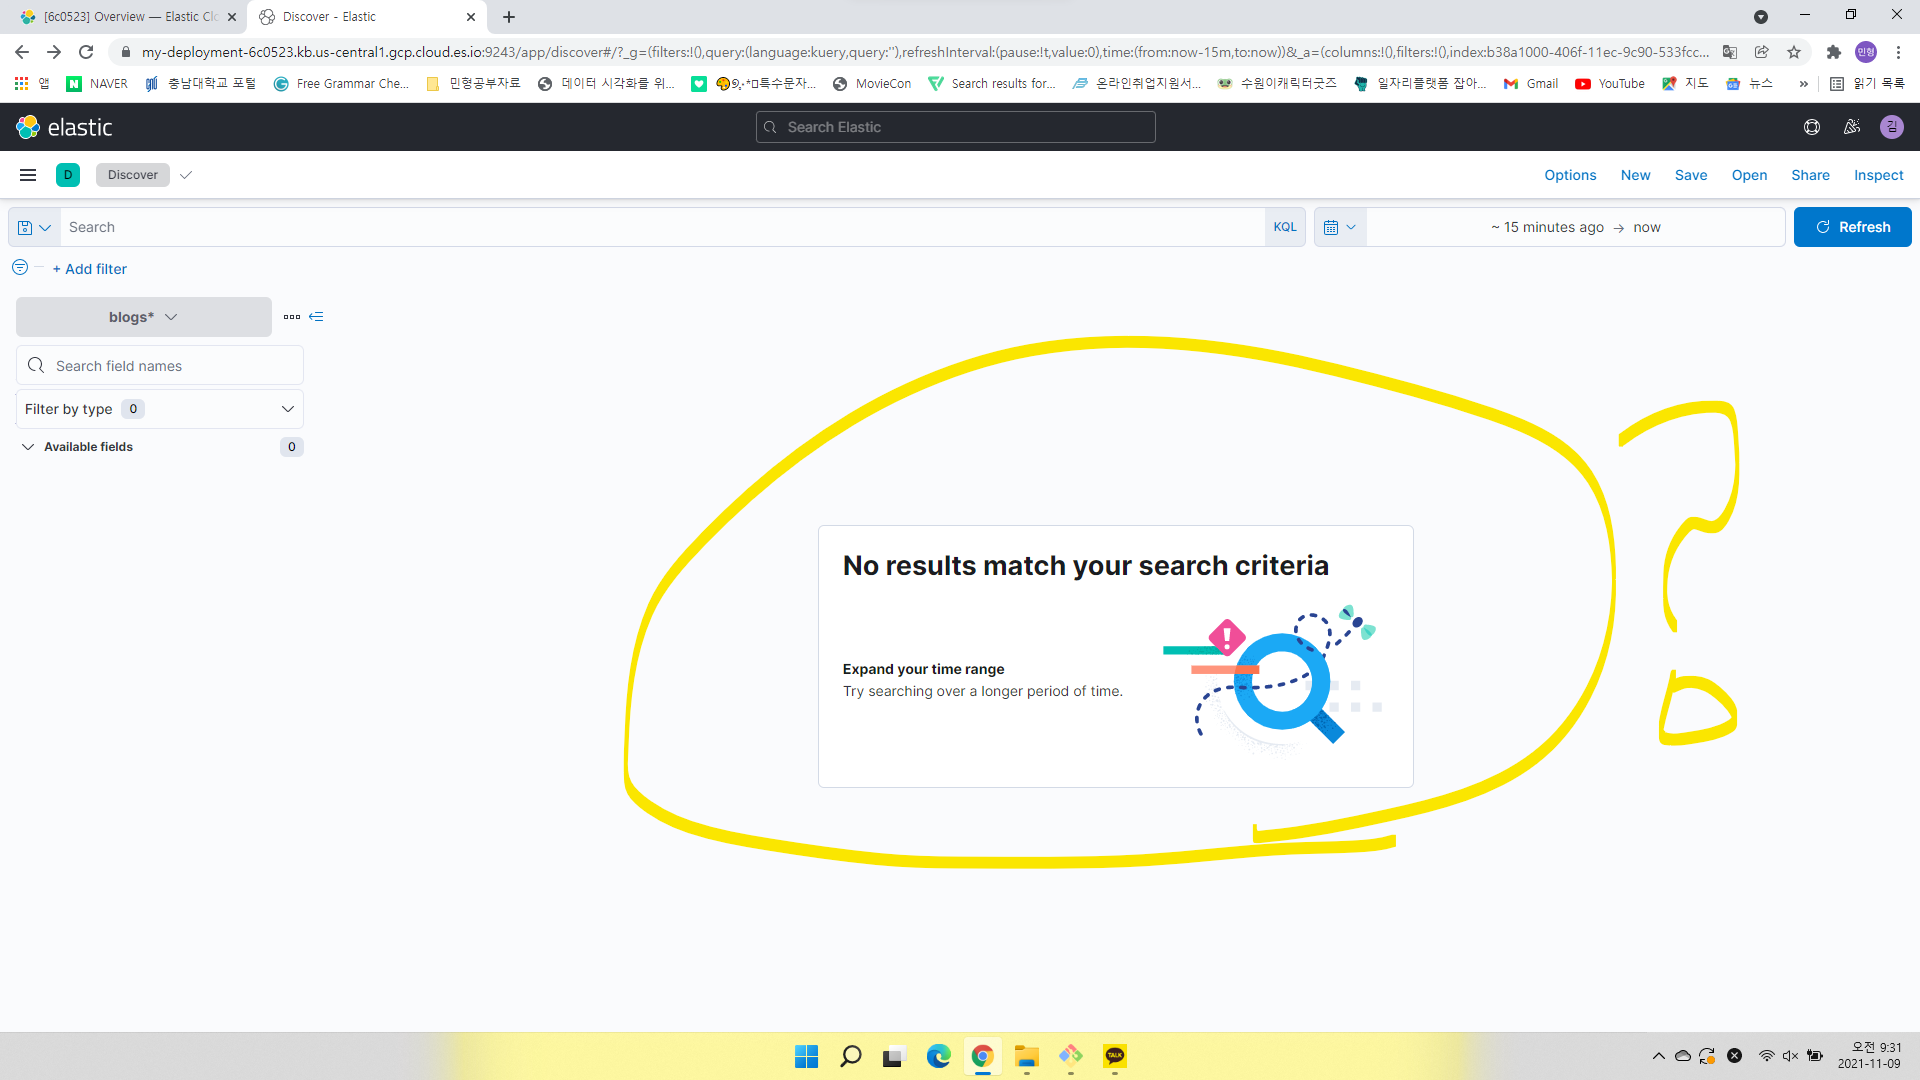 [6c0523] Overview — Elastic Clo
Discover - Elastic
my-deployment-6c0523.kb.us-central1.gcp.cloud.es.io:9243/app/discover#/?_g=(filters:!(),query:(language:kuery,query:''),refreshInterval:(pause:!t,value:0),time:(from:now-15m,to:now))&_a=(columns:!(),filters:!(),index:b38a1000-406f-11ec-9c90-533fcc...
민형
앱
NAVER
충남대학교 포털
Free Grammar Che...
민형공부자료
데이터 시각화를 위...
특수문자...
MovieCon
Search results for...
온라인취업지원서...
수원이캐릭터굿즈
일자리플랫폼 잡아...
Gmail
YouTube
지도
뉴스
»
읽기 목록
elastic
Search Elastic
김
D
Discover
Options
New
Save
Open
Share
Inspect
Search
KQL
~ 15 minutes ago → now
Refresh
+ Add filter
blogs*
Search field names
Filter by type 0
Available fields 0
No results match your search criteria
Expand your time range
Try searching over a longer period of time.
?
TALK
오전 9:31
2021-11-09